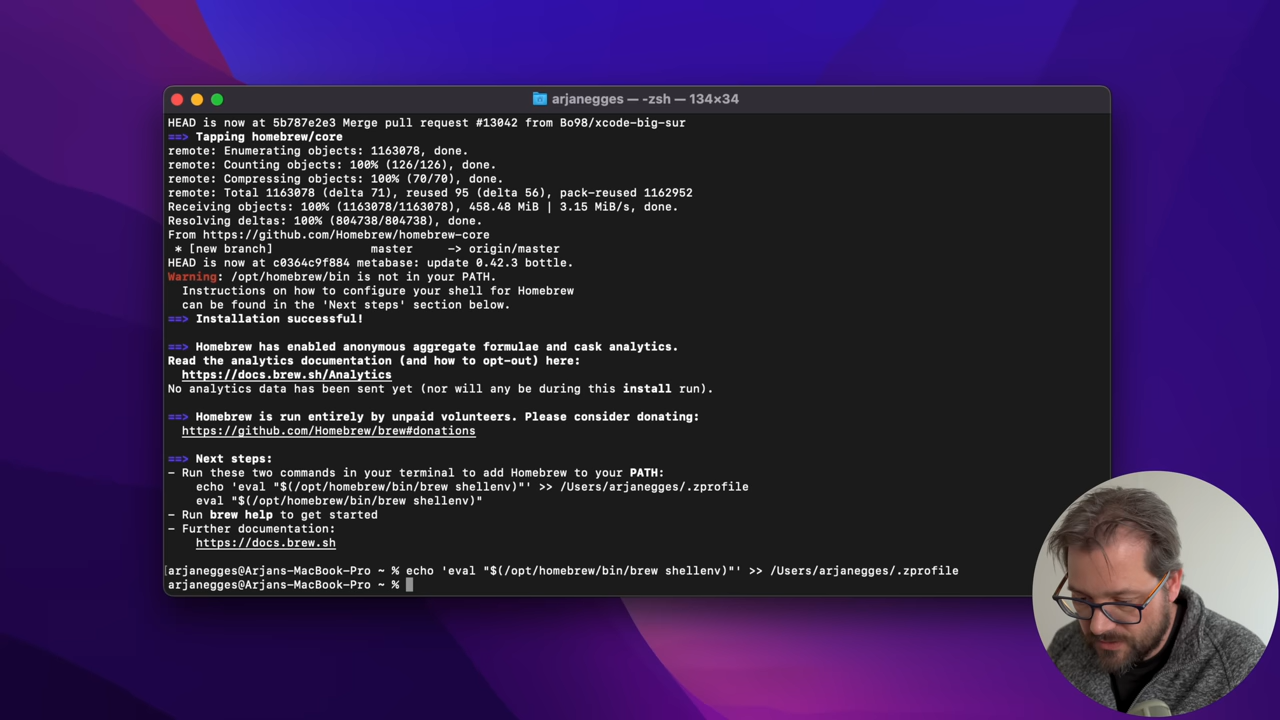 arjanegges — -zsh — 134×34
HEAD is now at 5b787e2e3 Merge pull request #13042 from Bo98/xcode-big-sur
==> Tapping homebrew/core
remote: Enumerating objects: 1163078, done.
remote: Counting objects: 100% (126/126), done.
remote: Compressing objects: 100% (70/70), done.
remote: Total 1163078 (delta 71), reused 95 (delta 56), pack-reused 1162952
Receiving objects: 100% (1163078/1163078), 458.48 MiB | 3.15 MiB/s, done.
Resolving deltas: 100% (804738/804738), done.
From https://github.com/Homebrew/homebrew-core
 * [new branch]              master     -> origin/master
HEAD is now at c0364c9f884 metabase: update 0.42.3 bottle.
Warning: /opt/homebrew/bin is not in your PATH.
  Instructions on how to configure your shell for Homebrew
  can be found in the 'Next steps' section below.
==> Installation successful!
==> Homebrew has enabled anonymous aggregate formulae and cask analytics.
Read the analytics documentation (and how to opt-out) here:
  https://docs.brew.sh/Analytics
No analytics data has been sent yet (nor will any be during this install run).
==> Homebrew is run entirely by unpaid volunteers. Please consider donating:
  https://github.com/Homebrew/brew#donations
==> Next steps:
- Run these two commands in your terminal to add Homebrew to your PATH:
    echo 'eval "$(/opt/homebrew/bin/brew shellenv)"' >> /Users/arjanegges/.zprofile
    eval "$(/opt/homebrew/bin/brew shellenv)"
- Run brew help to get started
- Further documentation:
    https://docs.brew.sh
[arjanegges@Arjans-MacBook-Pro ~ % echo 'eval "$(/opt/homebrew/bin/brew shellenv)"' >> /Users/arjanegges/.zprofile
arjanegges@Arjans-MacBook-Pro ~ %